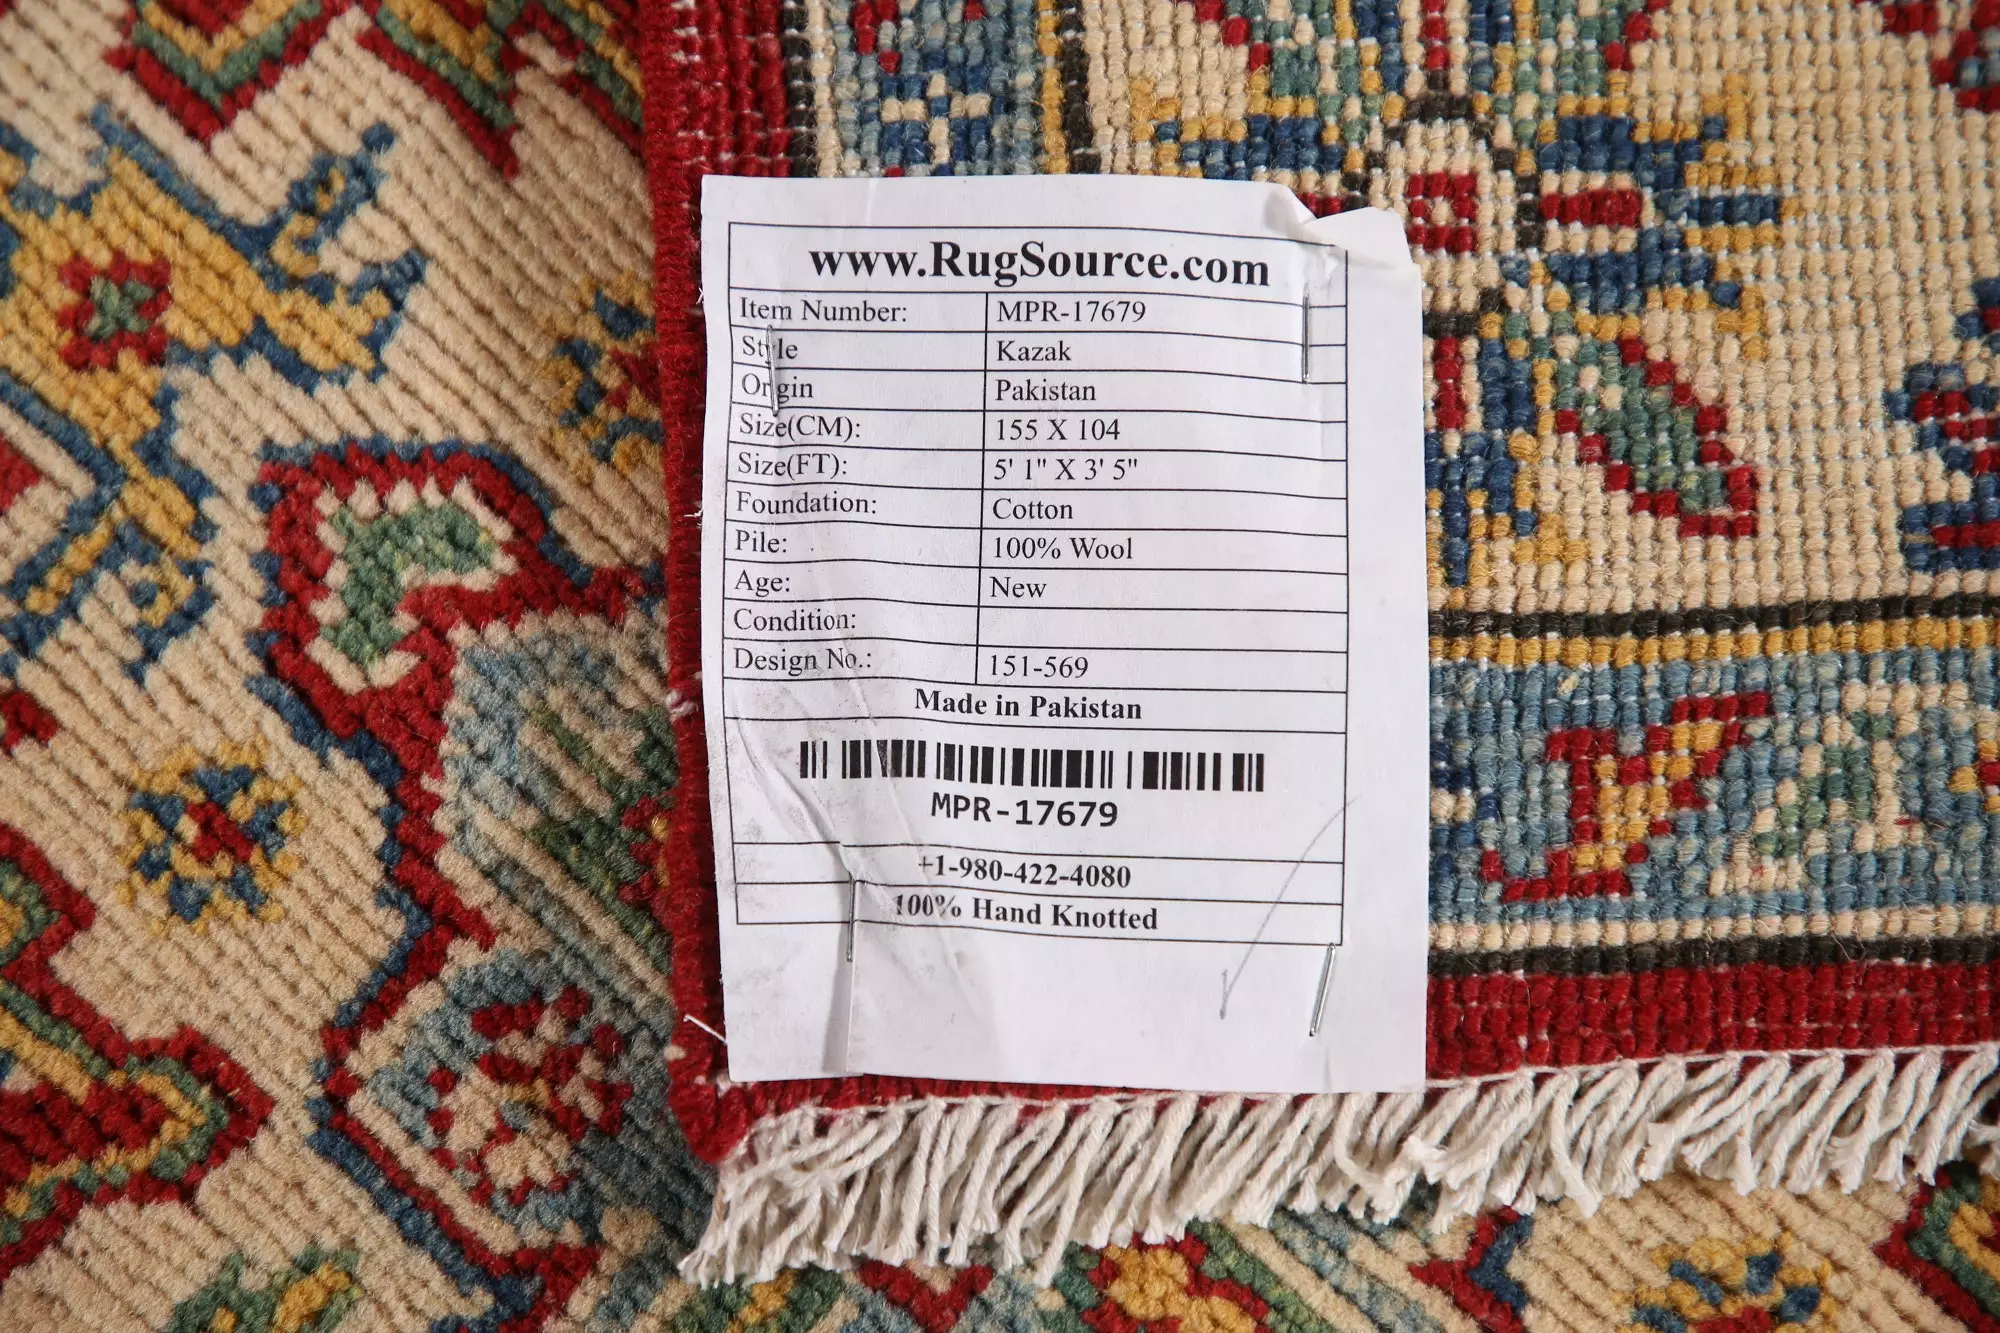 www.RugSource.com
Item Number: MPR-17679
Style Kazak
Origin Pakistan
Size(CM): 155 X 104
Size(FT): 5' 1" X 3' 5"
Foundation: Cotton
Pile: 100% Wool
Age: New
Condition:
Design No.: 151-569
Made in Pakistan
MPR-17679
+1-980-422-4080
100% Hand Knotted